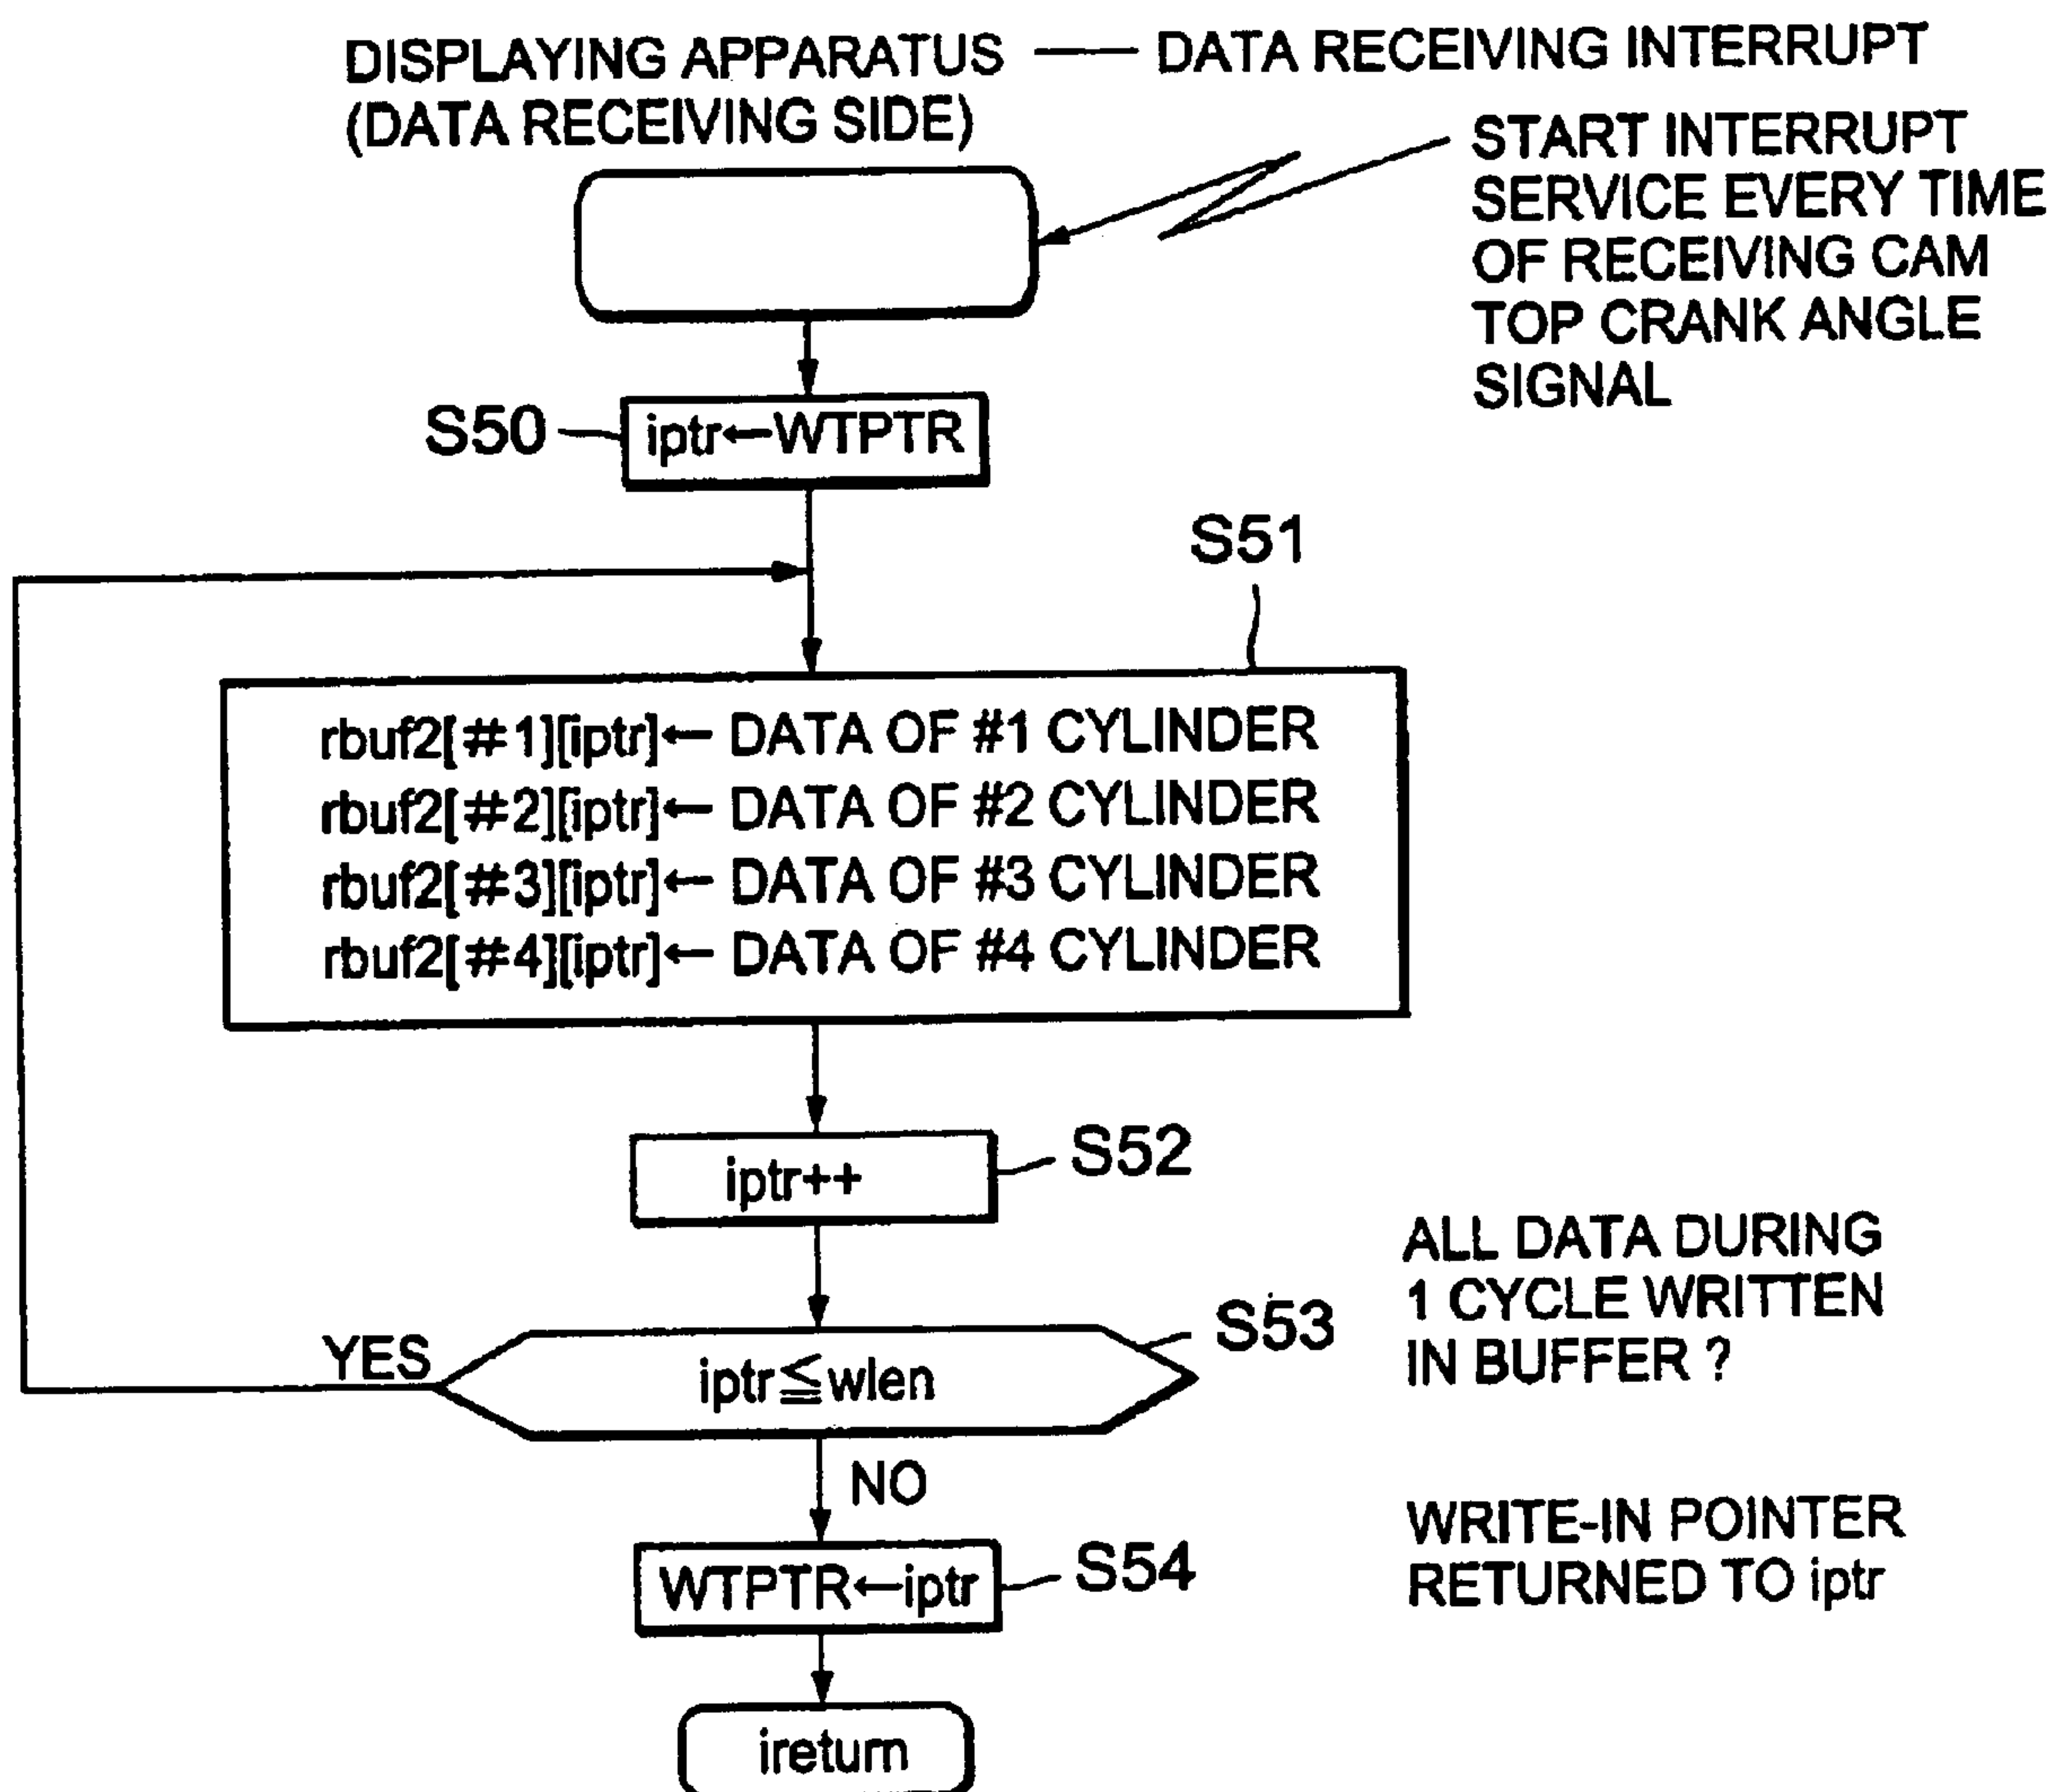 DISPLAYING APPARATUS — DATA RECEIVING INTERRUPT
(DATA RECEIVING SIDE)
START INTERRUPT
SERVICE EVERY TIME
OF RECEIVING CAM
TOP CRANK ANGLE
SIGNAL
S50
iptr←WTPTR
S51
rbuf2[#1][iptr]← DATA OF #1 CYLINDER
rbuf2[#2][iptr]← DATA OF #2 CYLINDER
rbuf2[#3][iptr]← DATA OF #3 CYLINDER
rbuf2[#4][iptr]← DATA OF #4 CYLINDER
iptr++
S52
ALL DATA DURING
1 CYCLE WRITTEN
IN BUFFER ?
S53
YES
iptr≦wlen
NO
WRITE-IN POINTER
RETURNED TO iptr
WTPTR←iptr
S54
ireturn